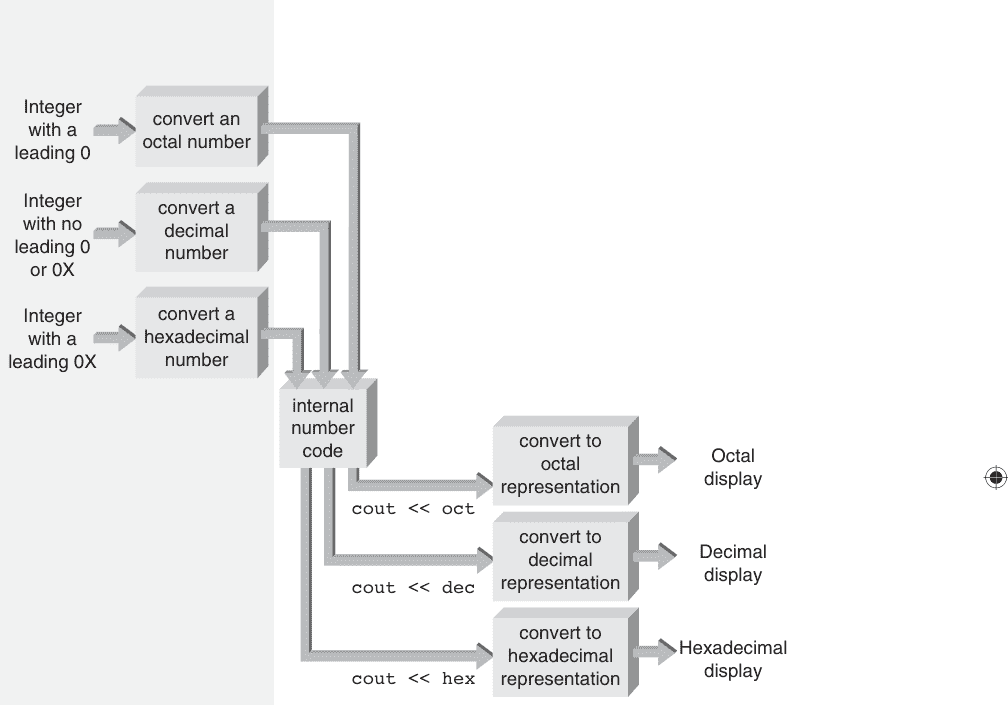 Integer
with a
leading 0
convert an
octal number
Integer
with no
leading 0
or 0X
convert a
decimal
number
Integer
with a
leading 0X
convert a
hexadecimal
number
internal
number
code
cout << oct
convert to
octal
representation
Octal
display
cout << dec
convert to
decimal
representation
Decimal
display
cout << hex
convert to
hexadecimal
representation
Hexadecimal
display